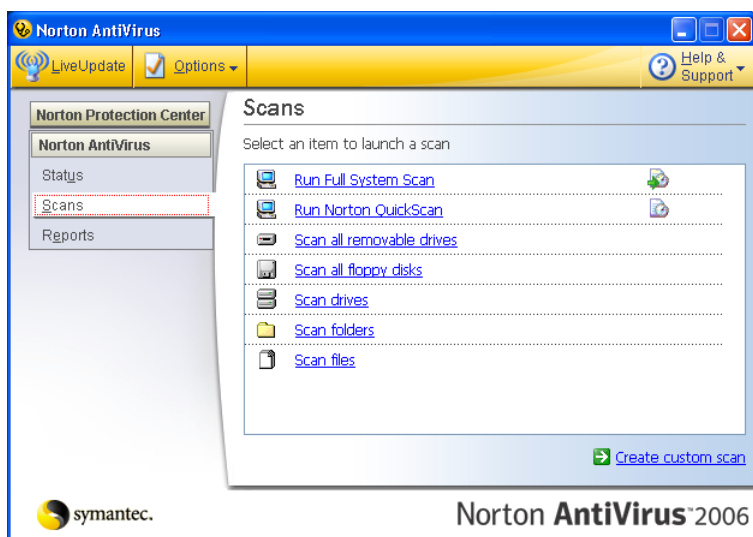 Norton AntiVirus
LiveUpdate
Options
Help &
Support
Norton Protection Center
Norton AntiVirus
Status
Scans
Reports
Scans
Select an item to launch a scan
Run Full System Scan
Run Norton QuickScan
Scan all removable drives
Scan all floppy disks
Scan drives
Scan folders
Scan files
Create custom scan
symantec.
Norton AntiVirus™2006